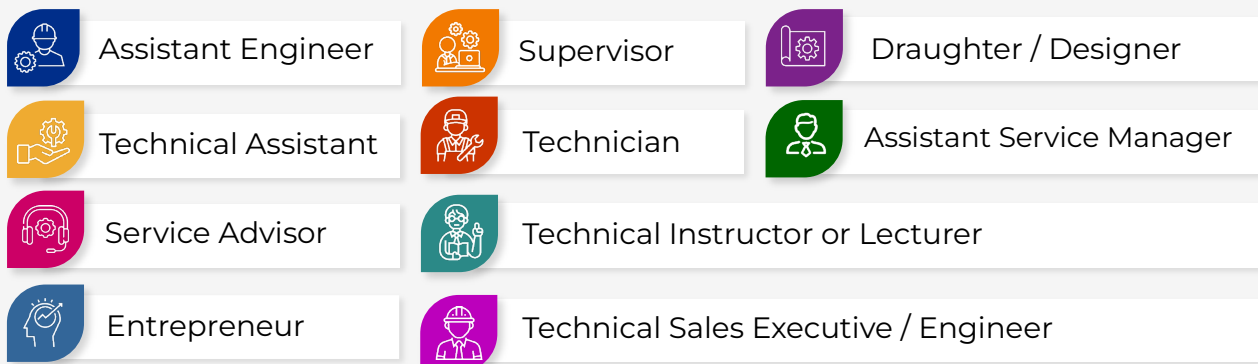 Assistant Engineer
Supervisor
Draughter / Designer
Technical Assistant
Technician
Assistant Service Manager
Service Advisor
Technical Instructor or Lecturer
Entrepreneur
Technical Sales Executive / Engineer